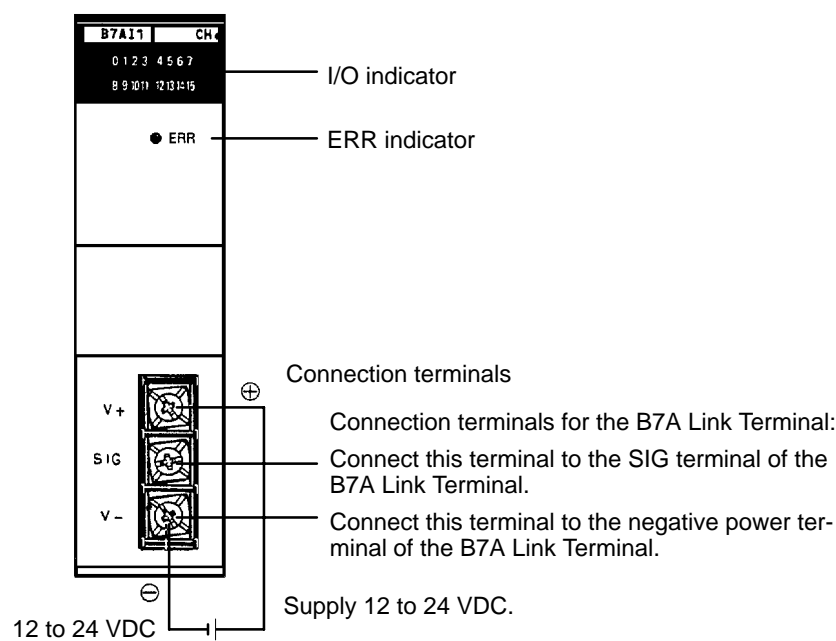 B7AI1 CH
0 1 2 3 4 5 6 7
8 9 10 11 12 13 14 15
I/O indicator
ERR
ERR indicator
Connection terminals
V +
⊕
Connection terminals for the B7A Link Terminal:
SIG
Connect this terminal to the SIG terminal of the
B7A Link Terminal.
V −
Connect this terminal to the negative power ter-
minal of the B7A Link Terminal.
⊖
Supply 12 to 24 VDC.
12 to 24 VDC